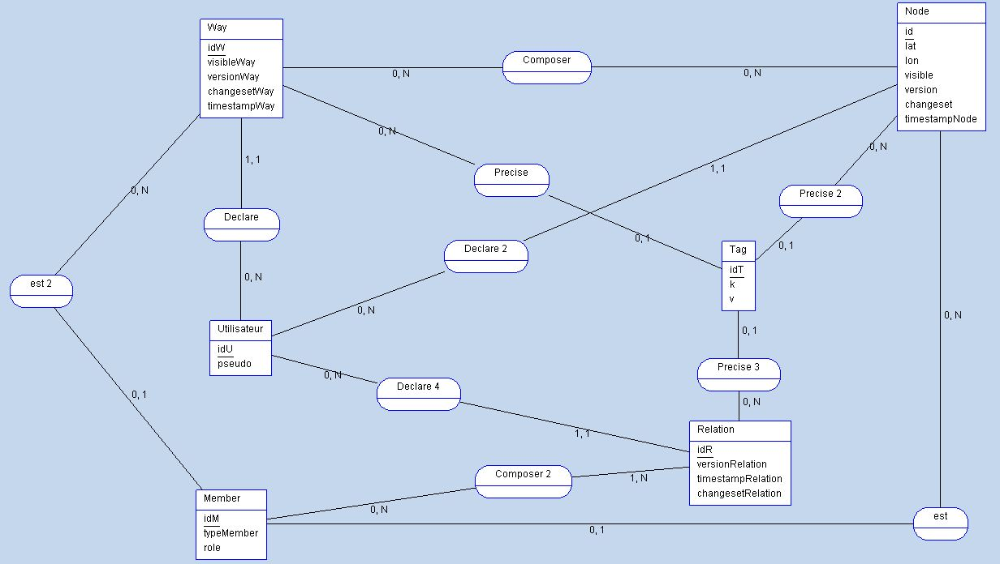 Way
idW
visibleWay
versionWay
changesetWay
timestampWay
Composer
0, N
0, N
Node
id
lat
lon
visible
version
changeset
timestampNode
0, N
1, 1
0, N
Precise
1, 1
0, N
Precise 2
Declare
0, N
0, 1
0, 1
Declare 2
Tag
idT
k
v
est 2
0, N
0, N
0, N
Utilisateur
idU
pseudo
0, 1
0, N
Declare 4
Precise 3
0, 1
0, N
1, 1
Relation
idR
versionRelation
timestampRelation
changesetRelation
Composer 2
1, N
0, N
Member
idM
typeMember
role
0, 1
est